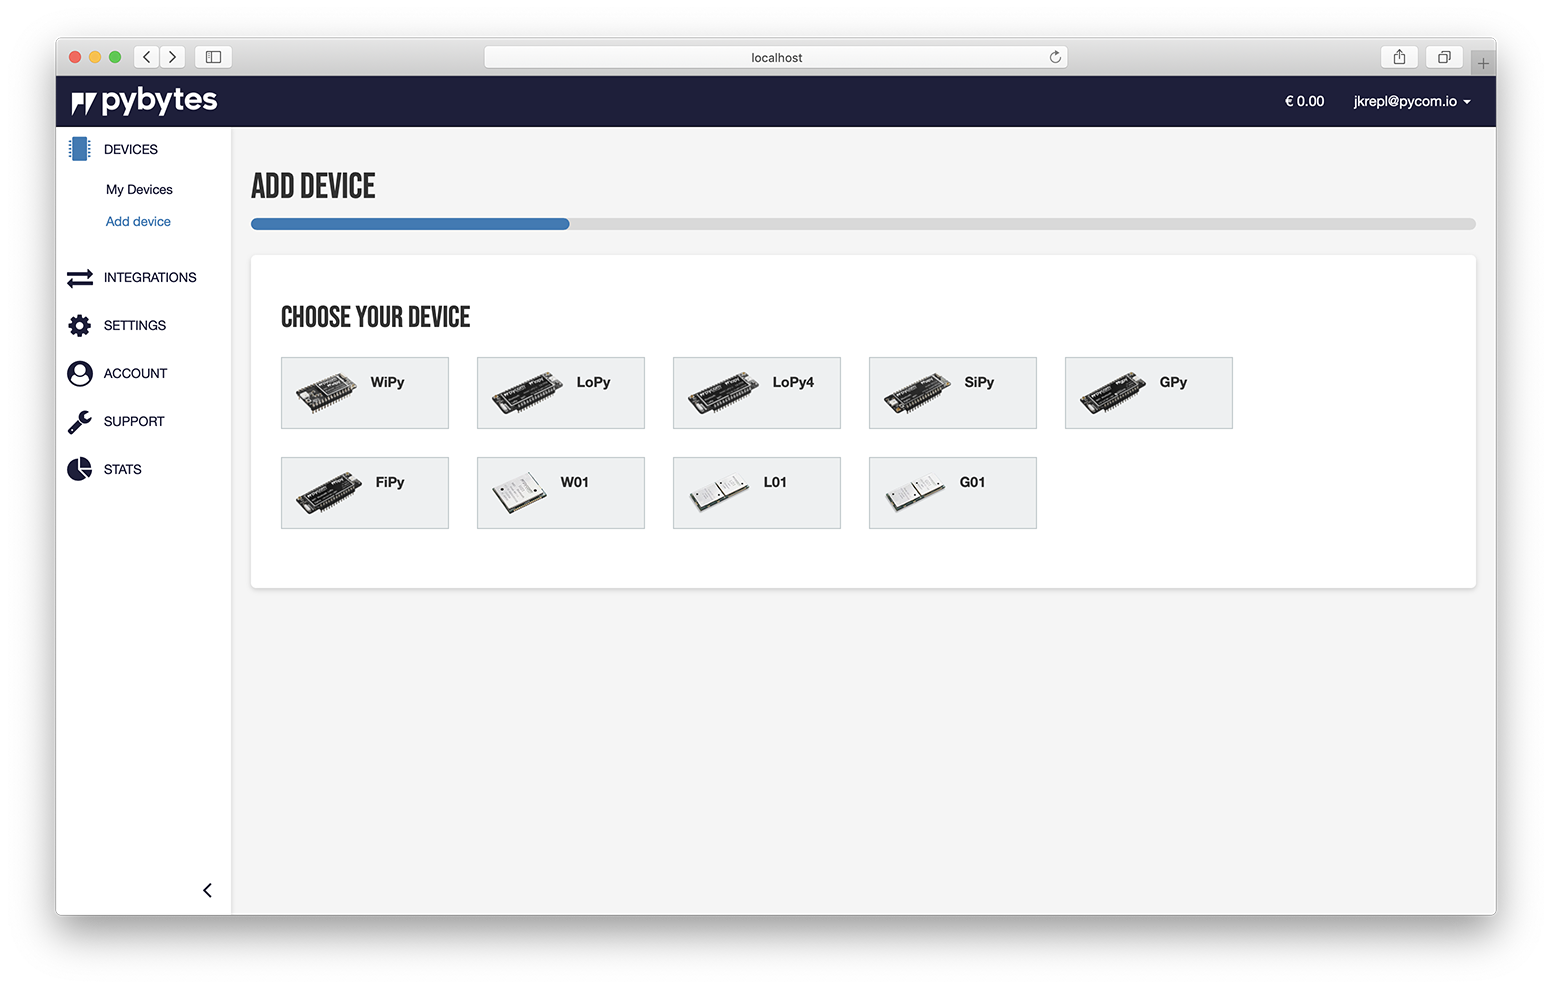 localhost
pybytes
€ 0.00
jkrepl@pycom.io
DEVICES
My Devices
Add device
INTEGRATIONS
SETTINGS
ACCOUNT
SUPPORT
STATS
ADD DEVICE
CHOOSE YOUR DEVICE
WiPy
LoPy
LoPy4
SiPy
GPy
FiPy
W01
L01
G01